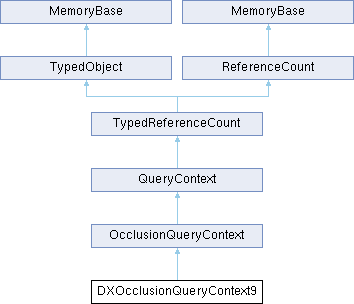 MemoryBase MemoryBase
TypedObject ReferenceCount
TypedReferenceCount
QueryContext
OcclusionQueryContext
DXOcclusionQueryContext9